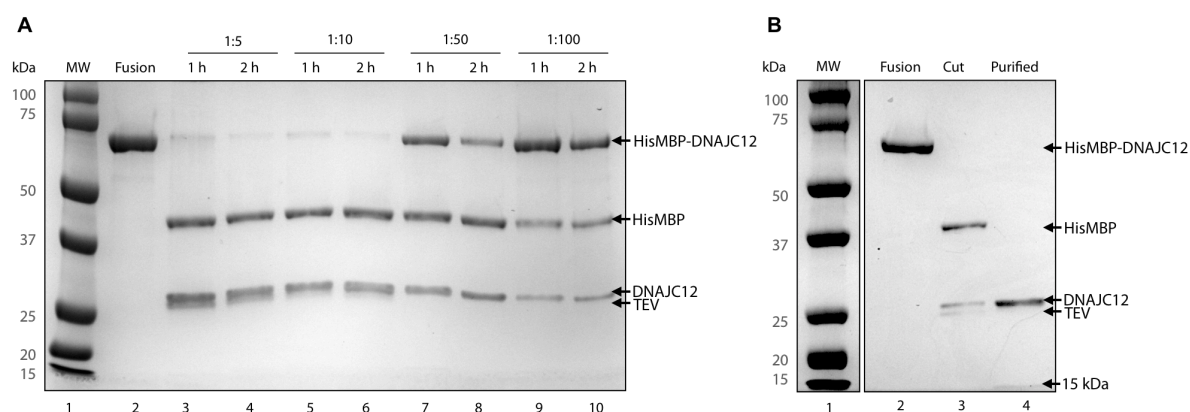 A
1:5 1:10 1:50 1:100
kDa MW Fusion 1 h 2 h 1 h 2 h 1 h 2 h 1 h 2 h
100
75
HisMBP-DNAJC12
50
HisMBP
37
DNAJC12
TEV
25
20
15
1 2 3 4 5 6 7 8 9 10
B
kDa MW Fusion Cut Purified
100
75
HisMBP-DNAJC12
50
HisMBP
37
DNAJC12
TEV
25
20
15
15 kDa
1 2 3 4